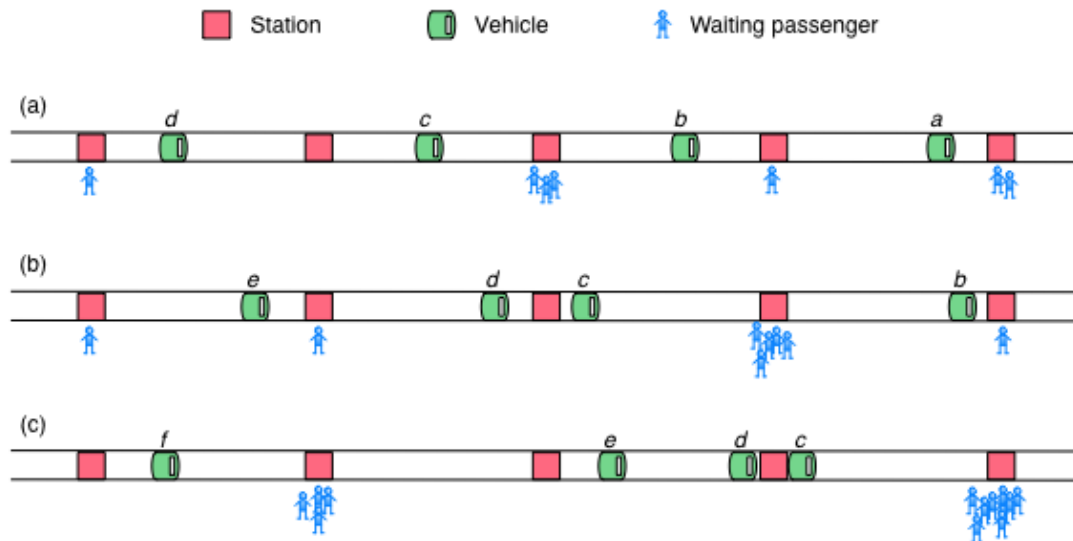 Station Vehicle Waiting passenger
(a)
d c b a
(b)
e d c b
(c)
f e d c